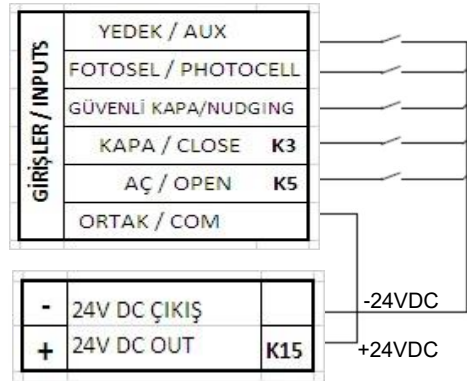 GİRİŞLER / INPUTS
YEDEK / AUX
FOTOSEL / PHOTOCELL
GÜVENLİ KAPA/NUDGING
KAPA / CLOSE K3
AÇ / OPEN K5
ORTAK / COM
- 24V DC ÇIKIŞ
-24VDC
+ 24V DC OUT K15
+24VDC